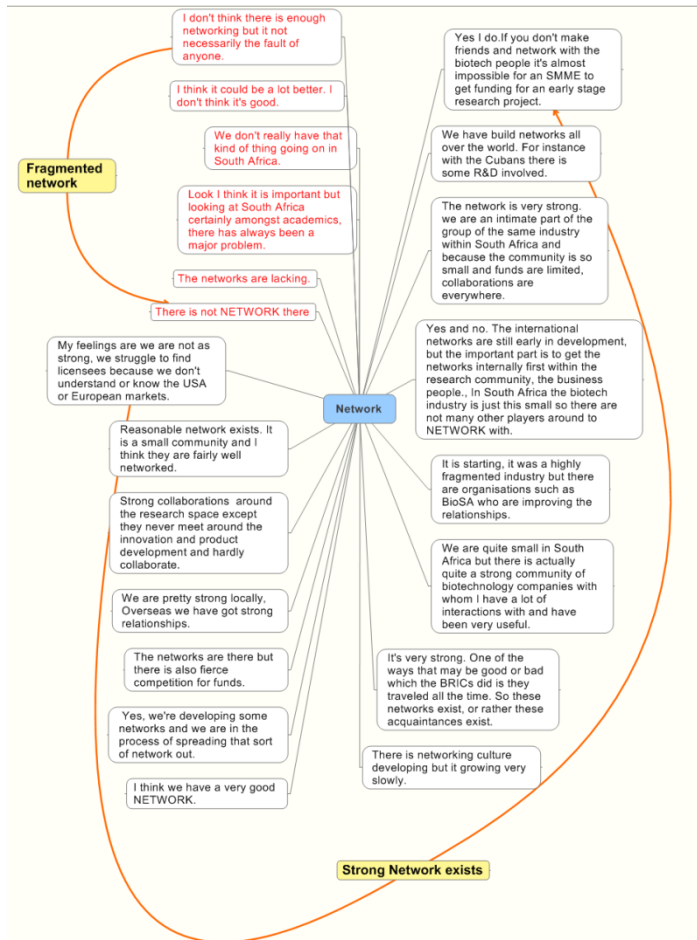 I don't think there is enough
networking but it not
necessarily the fault of
anyone.
I think it could be a lot better. I
don't think it's good.
We don't really have that
kind of thing going on in
South Africa.
Fragmented
network
Look I think it is important but
looking at South Africa
certainly amongst academics,
there has always been a
major problem.
The networks are lacking.
There is not NETWORK there
My feelings are we are not as
strong, we struggle to find
licensees because we don't
understand or know the USA
or European markets.
Network
Reasonable network exists. It
is a small community and I
think they are fairly well
networked.
Strong collaborations around
the research space except
they never meet around the
innovation and product
development and hardly
collaborate.
We are pretty strong locally,
Overseas we have got strong
relationships.
The networks are there but
there is also fierce
competition for funds.
Yes, we're developing some
networks and we are in the
process of spreading that sort
of network out.
I think we have a very good
NETWORK.
Yes I do.If you don't make
friends and network with the
biotech people it's almost
impossible for an SMME to
get funding for an early stage
research project.
We have build networks all
over the world. For instance
with the Cubans there is
some R&D involved.
The network is very strong.
we are an intimate part of the
group of the same industry
within South Africa and
because the community is so
small and funds are limited,
collaborations are
everywhere.
Yes and no. The international
networks are still early in development,
but the important part is to get the
networks internally first within the
research community, the business
people., In South Africa the biotech
industry is just this small so there are
not many other players around to
NETWORK with.
It is starting, it was a highly
fragmented industry but there
are organisations such as
BioSA who are improving the
relationships.
We are quite small in South
Africa but there is actually
quite a strong community of
biotechnology companies with
whom I have a lot of
interactions with and have
been very useful.
It's very strong. One of the
ways that may be good or bad
which the BRICs did is they
traveled all the time. So these
networks exist, or rather these
acquaintances exist.
There is networking culture
developing but it growing very
slowly.
Strong Network exists